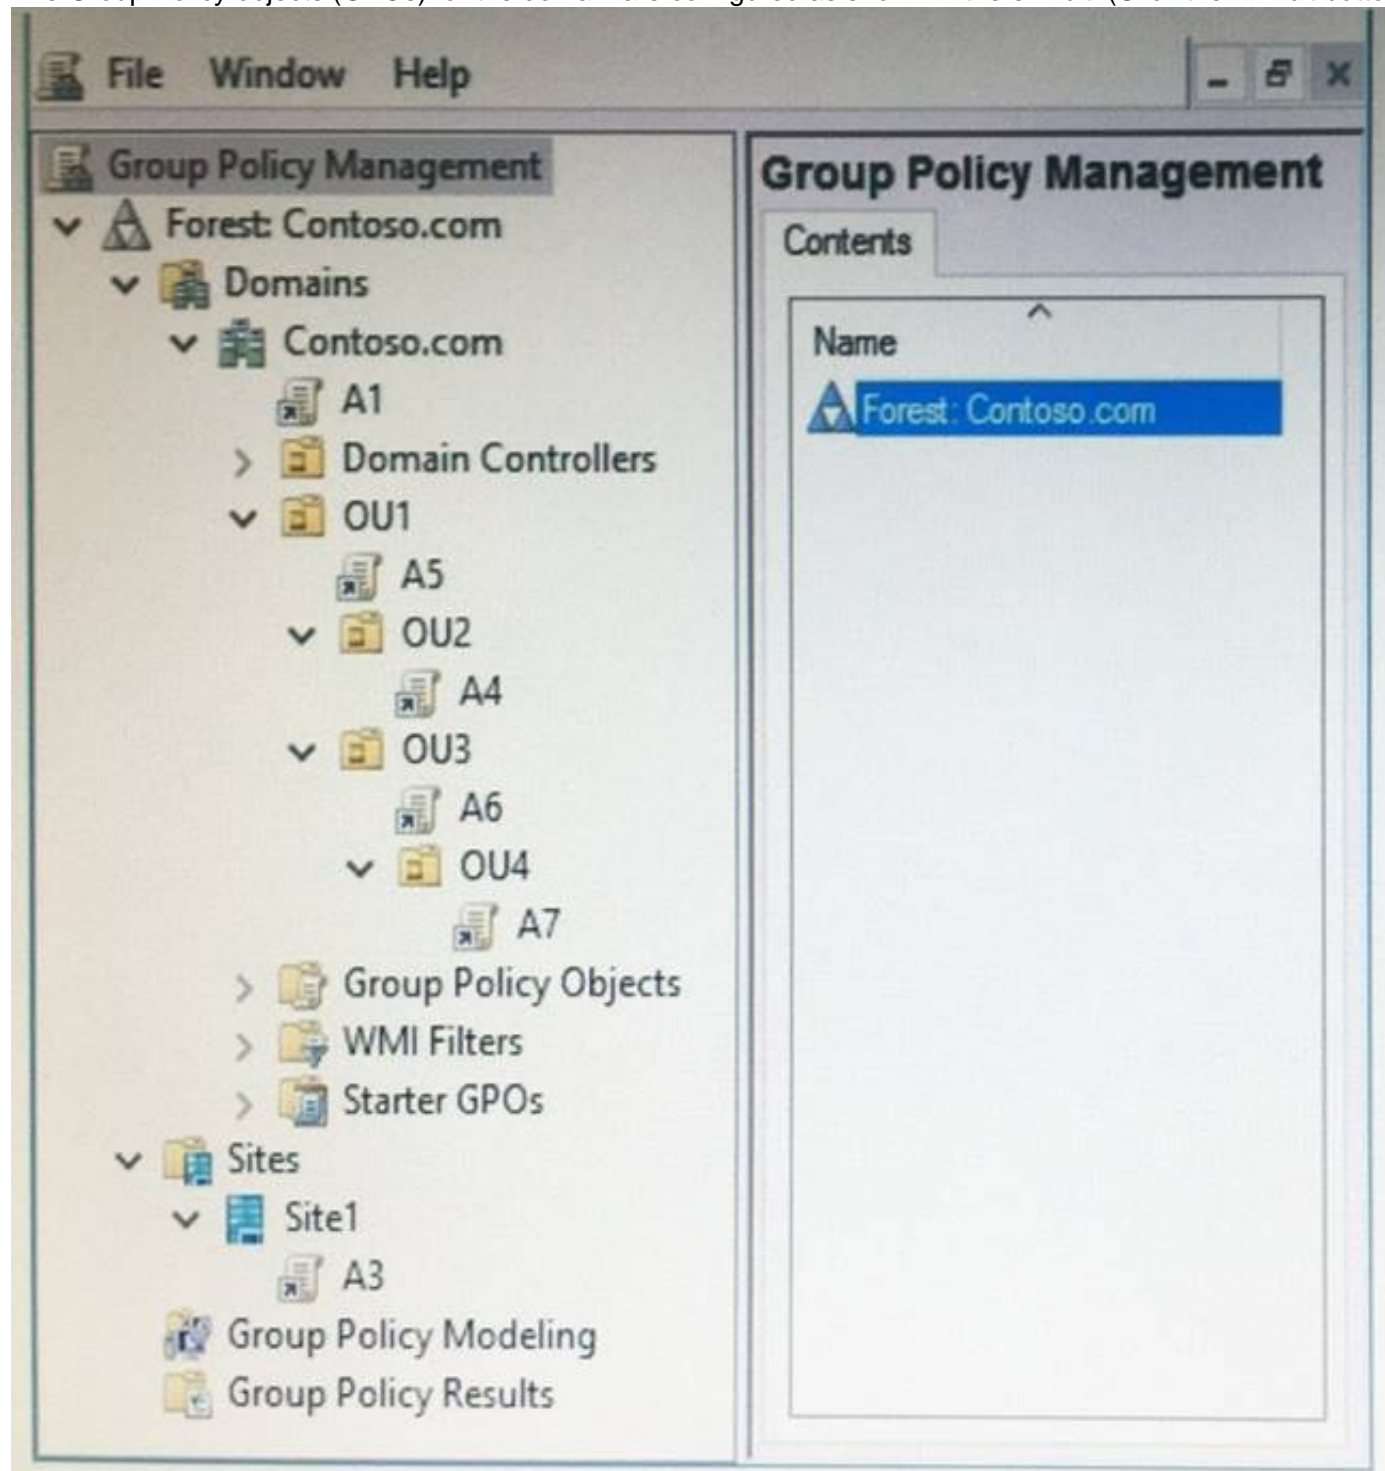 File Window Help
Group Policy Management
Forest: Contoso.com
Domains
Contoso.com
A1
Domain Controllers
OU1
A5
OU2
A4
OU3
A6
OU4
A7
Group Policy Objects
WMI Filters
Starter GPOs
Sites
Site1
A3
Group Policy Modeling
Group Policy Results
Group Policy Management
Contents
Name
Forest: Contoso.com